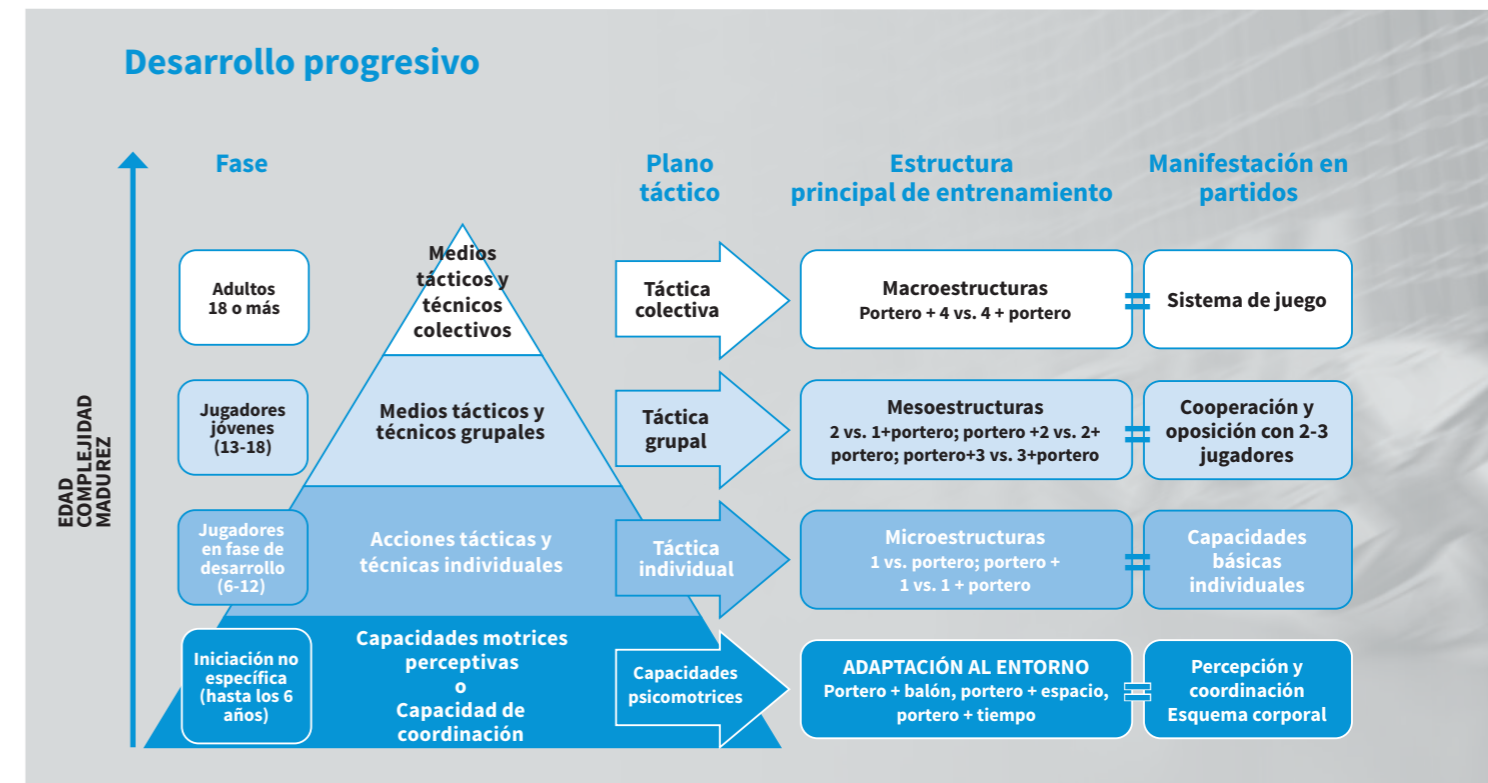 Desarrollo progresivo
Fase
Plano
táctico
Estructura
principal de entrenamiento
Manifestación en
partidos
EDAD
COMPLEJIDAD
MADUREZ
Adultos
18 o más
Medios
tácticos y
técnicos
colectivos
Táctica
colectiva
Macroestructuras
Portero + 4 vs. 4 + portero
Sistema de juego
Jugadores
jóvenes
(13-18)
Medios tácticos y
técnicos grupales
Táctica
grupal
Mesoestructuras
2 vs. 1+portero; portero +2 vs. 2+
portero; portero+3 vs. 3+portero
Cooperación y
oposición con 2-3
jugadores
Jugadores
en fase de
desarrollo
(6-12)
Acciones tácticas y
técnicas individuales
Táctica
individual
Microestructuras
1 vs. portero; portero +
1 vs. 1 + portero
Capacidades
básicas
individuales
Iniciación no
específica
(hasta los 6
años)
Capacidades motrices
perceptivas
o
Capacidad de
coordinación
Capacidades
psicomotrices
ADAPTACIÓN AL ENTORNO
Portero + balón, portero + espacio,
portero + tiempo
Percepción y
coordinación
Esquema corporal